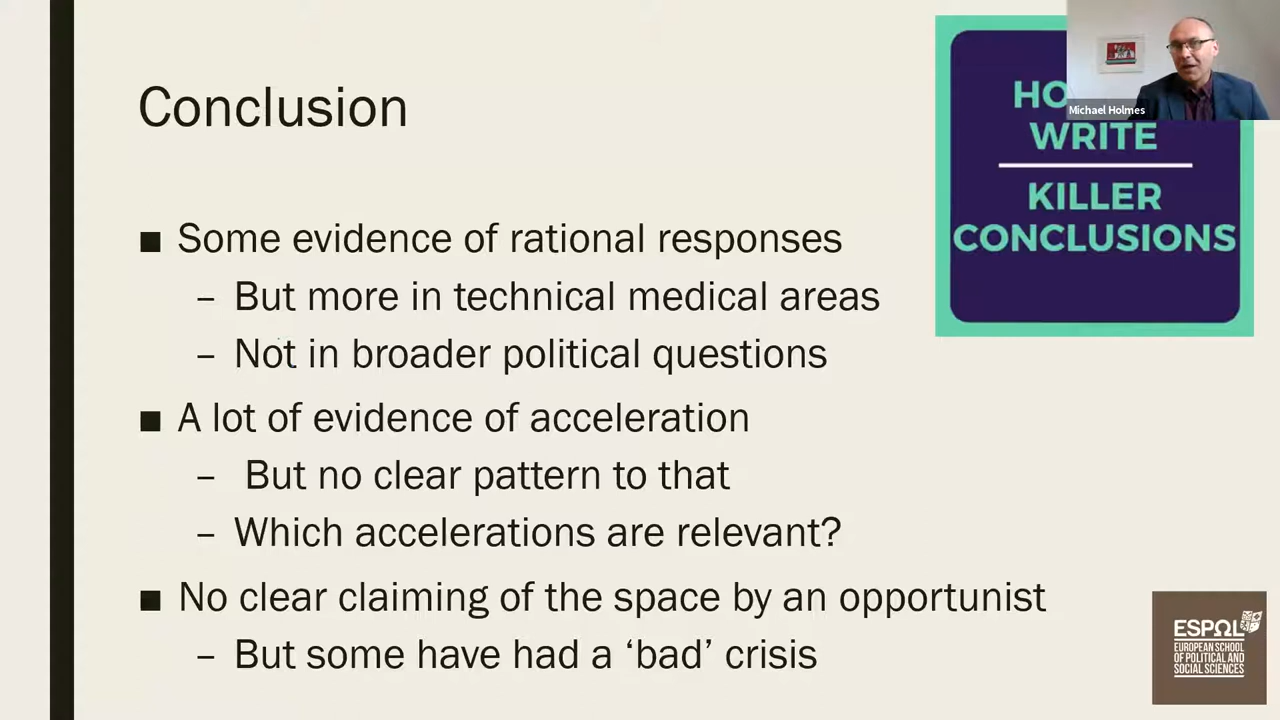 Conclusion
■ Some evidence of rational responses
– But more in technical medical areas
– Not in broader political questions
■ A lot of evidence of acceleration
– But no clear pattern to that
– Which accelerations are relevant?
■ No clear claiming of the space by an opportunist
– But some have had a ‘bad’ crisis
WRITE
KILLER
CONCLUSIONS
Michael Holmes
ESPΩL
EUROPEAN SCHOOL
OF POLITICAL AND
SOCIAL SCIENCES